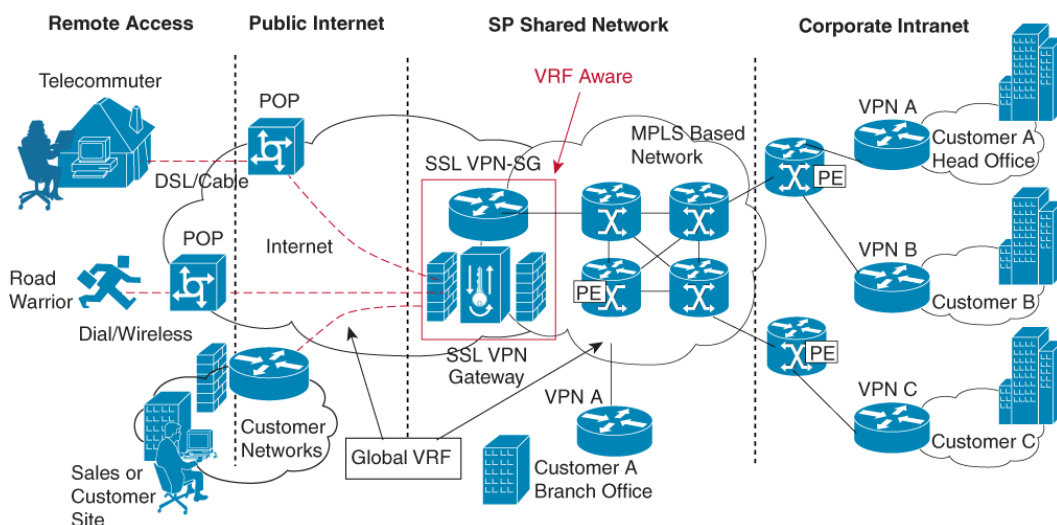 Remote Access
Public Internet
SP Shared Network
Corporate Intranet
Telecommuter
POP
VRF Aware
MPLS Based
Network
SSL VPN-SG
DSL/Cable
VPN A
Customer A
Head Office
PE
POP
Internet
Road
Warrior
Dial/Wireless
PE
VPN B
Customer B
SSL VPN
Gateway
PE
Customer
Networks
Global VRF
VPN A
Customer A
Branch Office
VPN C
Customer C
Sales or
Customer
Site